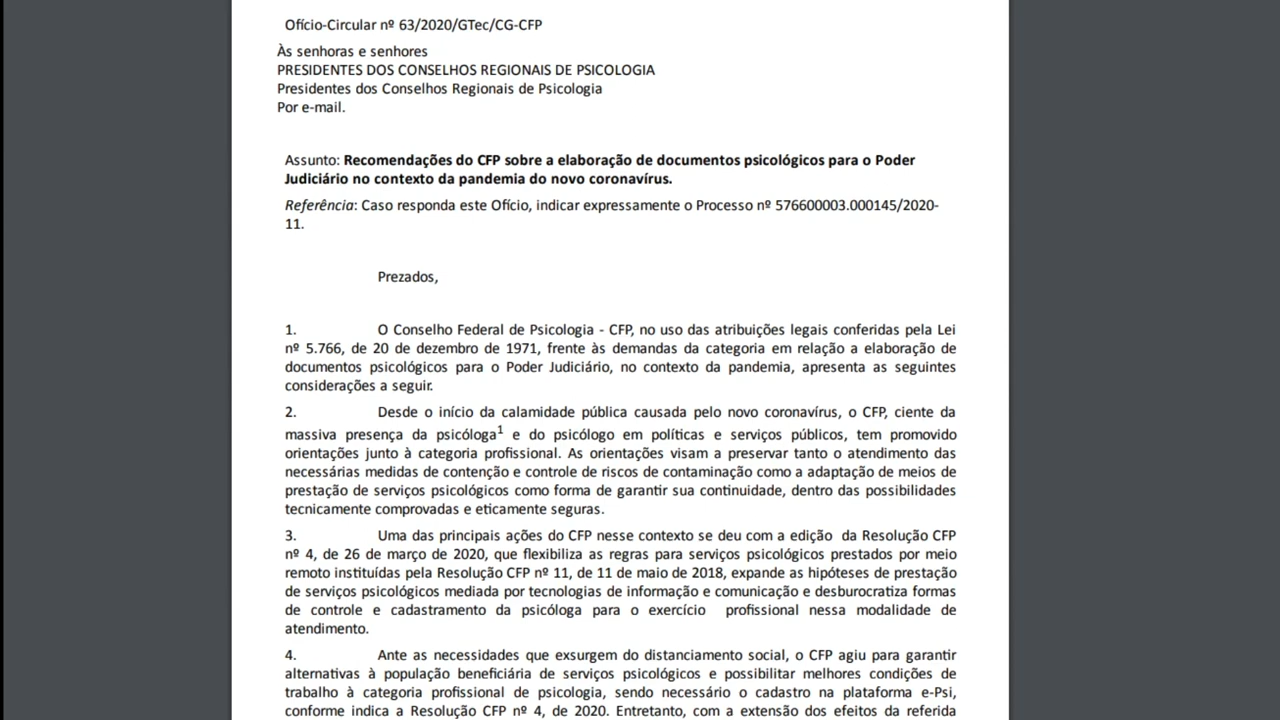 Ofício-Circular nº 63/2020/GTec/CG-CFP
Às senhoras e senhores
PRESIDENTES DOS CONSELHOS REGIONAIS DE PSICOLOGIA
Presidentes dos Conselhos Regionais de Psicologia
Por e-mail.
Assunto: Recomendações do CFP sobre a elaboração de documentos psicológicos para o Poder
Judiciário no contexto da pandemia do novo coronavírus.
Referência: Caso responda este Ofício, indicar expressamente o Processo nº 576600003.000145/2020-
11.
Prezados,
1. O Conselho Federal de Psicologia - CFP, no uso das atribuições legais conferidas pela Lei
nº 5.766, de 20 de dezembro de 1971, frente às demandas da categoria em relação a elaboração de
documentos psicológicos para o Poder Judiciário, no contexto da pandemia, apresenta as seguintes
considerações a seguir.
2. Desde o início da calamidade pública causada pelo novo coronavírus, o CFP, ciente da
massiva presença da psicóloga1 e do psicólogo em políticas e serviços públicos, tem promovido
orientações junto à categoria profissional. As orientações visam a preservar tanto o atendimento das
necessárias medidas de contenção e controle de riscos de contaminação como a adaptação de meios de
prestação de serviços psicológicos como forma de garantir sua continuidade, dentro das possibilidades
tecnicamente comprovadas e eticamente seguras.
3. Uma das principais ações do CFP nesse contexto se deu com a edição da Resolução CFP
nº 4, de 26 de março de 2020, que flexibiliza as regras para serviços psicológicos prestados por meio
remoto instituídas pela Resolução CFP nº 11, de 11 de maio de 2018, expande as hipóteses de prestação
de serviços psicológicos mediada por tecnologias de informação e comunicação e desburocratiza formas
de controle e cadastramento da psicóloga para o exercício profissional nessa modalidade de
atendimento.
4. Ante as necessidades que exsurgem do distanciamento social, o CFP agiu para garantir
alternativas à população beneficiária de serviços psicológicos e possibilitar melhores condições de
trabalho à categoria profissional de psicologia, sendo necessário o cadastro na plataforma e-Psi,
conforme indica a Resolução CFP nº 4, de 2020. Entretanto, com a extensão dos efeitos da referida